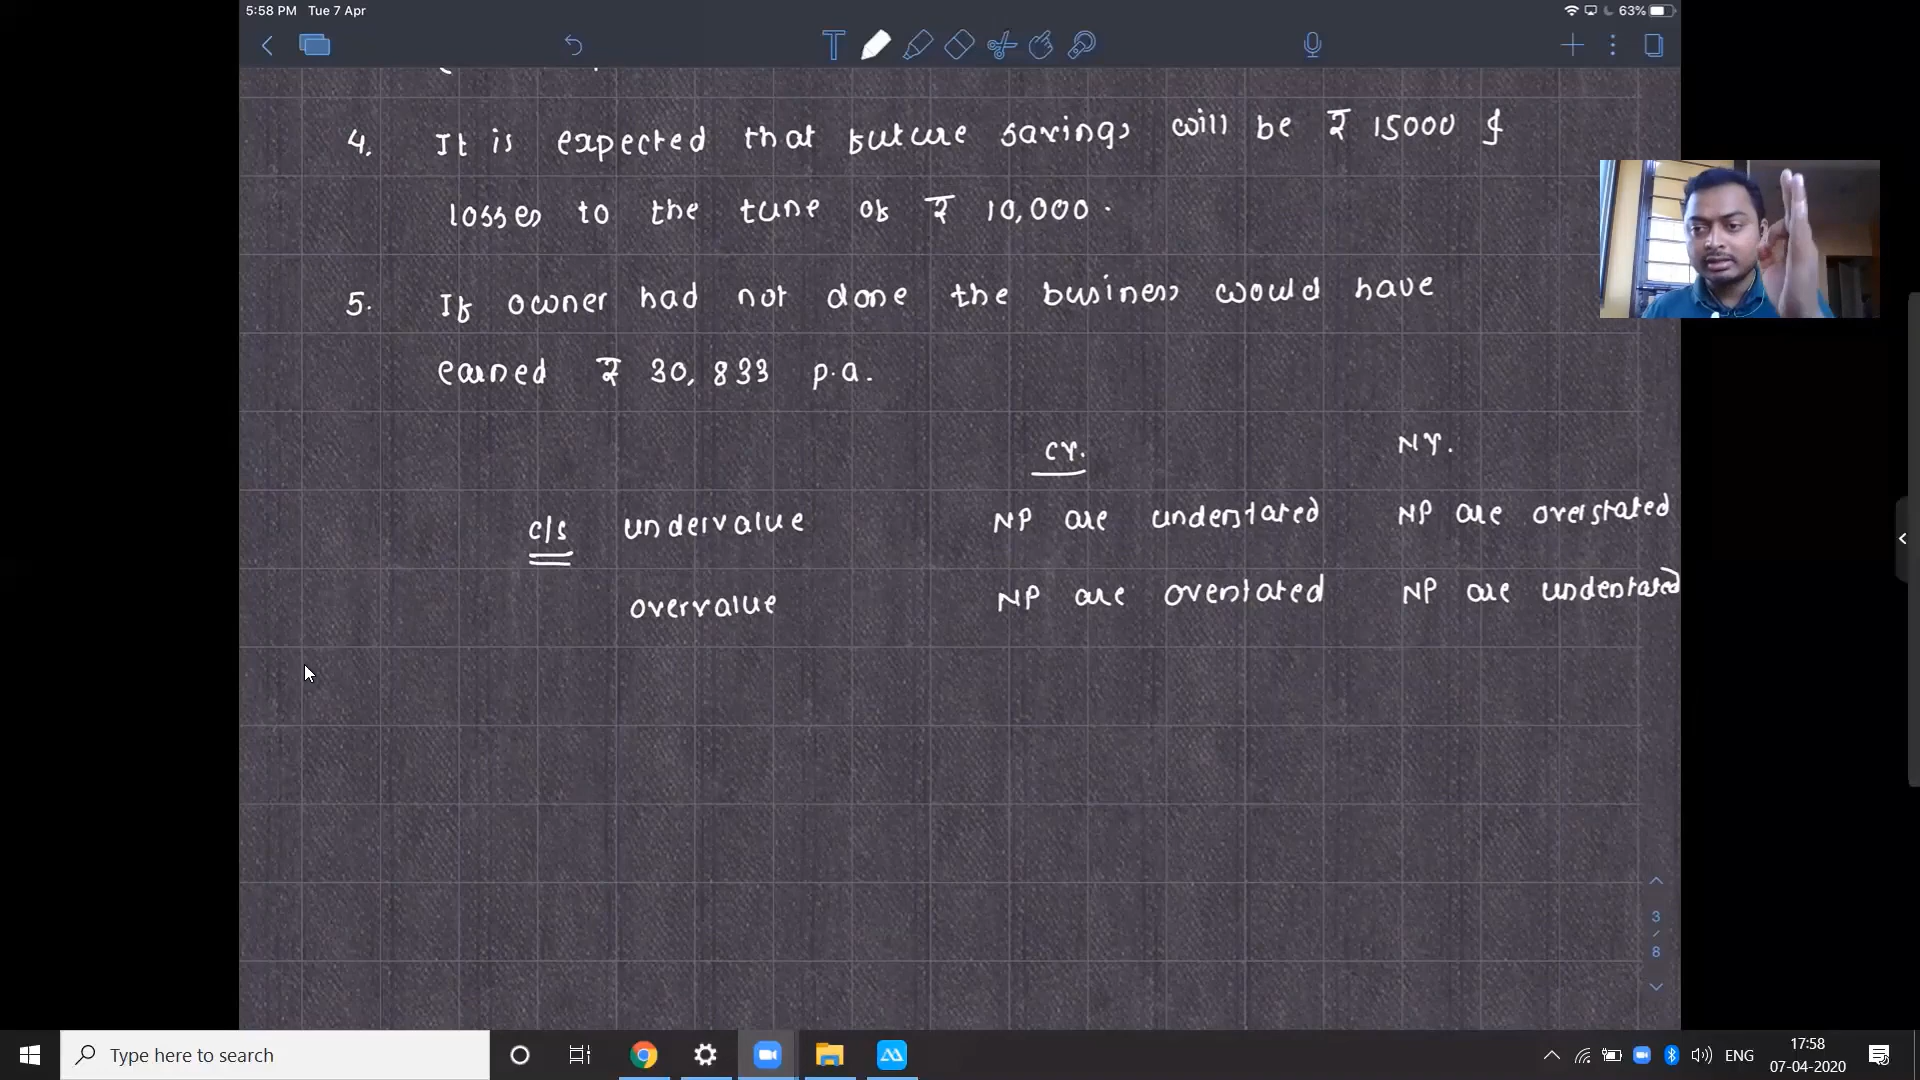 5:58 PM Tue 7 Apr
63%
4. It is expected that future savings will be ₹ 15000 &
losses to the tune of ₹ 10,000.
5. If owner had not done the business would have
earned ₹ 30,833 p.a.
CY. NY.
c/s undervalue NP are understated NP are overstated
overvalue NP are overstated NP are understated
3
/
8
Type here to search
ENG
17:58
07-04-2020